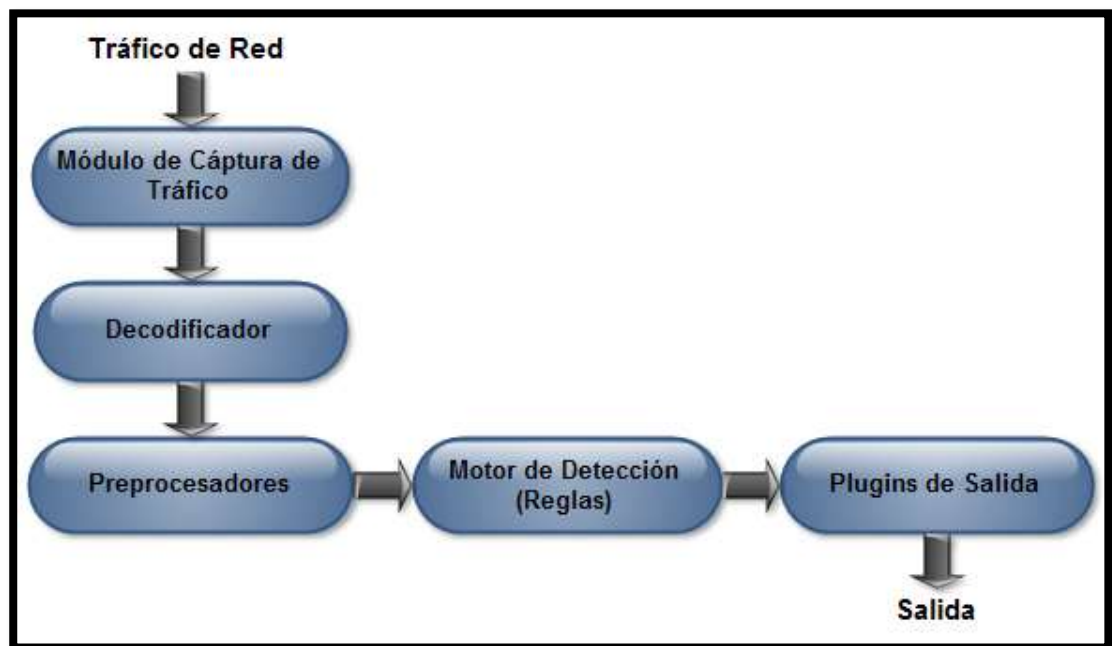 Tráfico de Red
Módulo de Cáptura de
Tráfico
Decodificador
Preprocesadores
Motor de Detección
(Reglas)
Plugins de Salida
Salida